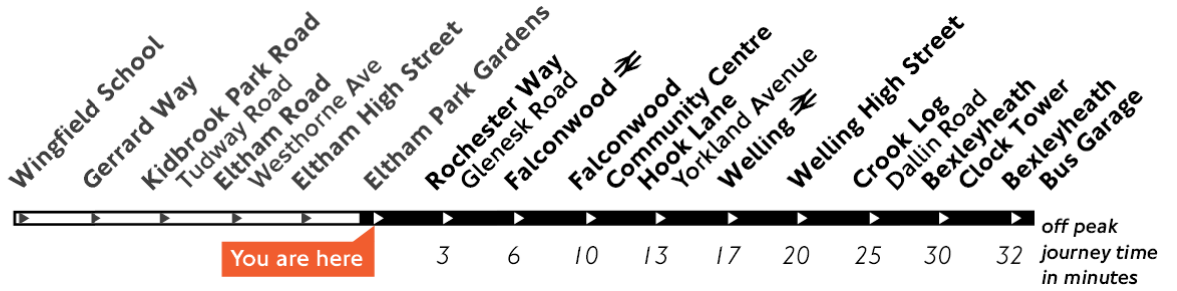 Wingfield School
Gerrard Way
Kidbrook Park Road
Tudway Road
Eltham Road
Westhorne Ave
Eltham High Street
Eltham Park Gardens
Rochester Way
Glenesk Road
Falconwood
Falconwood
Community Centre
Hook Lane
Yorkland Avenue
Welling
Welling High Street
Crook Log
Dallin Road
Bexleyheath
Clock Tower
Bexleyheath
Bus Garage
You are here
3 6 10 13 17 20 25 30 32
off peak
journey time
in minutes